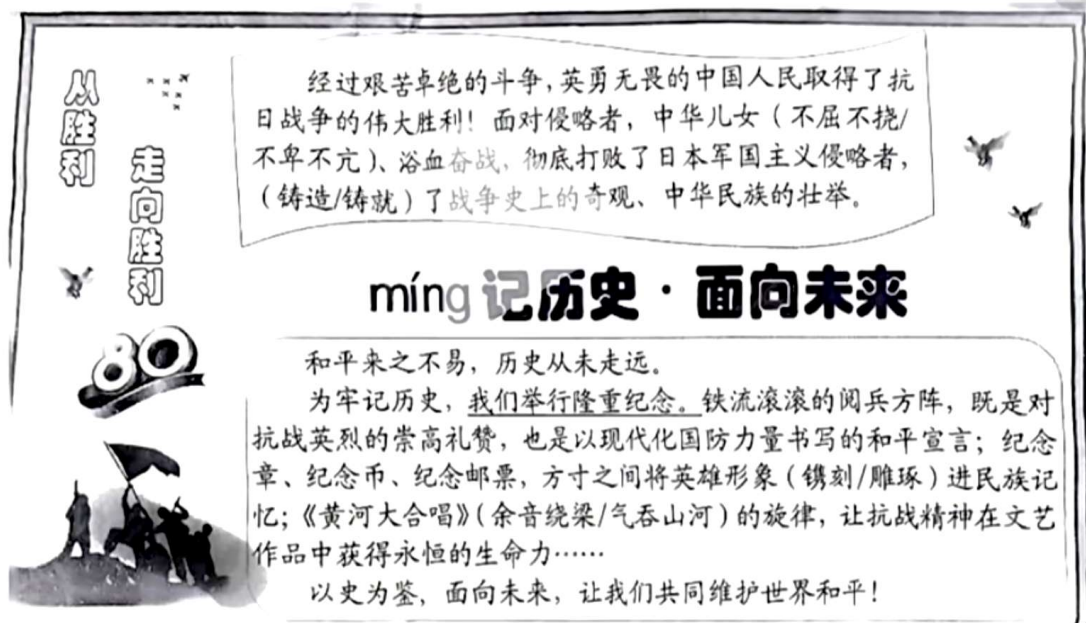 从胜利
走向胜利
80
经过艰苦卓绝的斗争，英勇无畏的中国人民取得了抗
日战争的伟大胜利！面对侵略者，中华儿女（不屈不挠/
不卑不亢）、浴血奋战，彻底打败了日本军国主义侵略者，
（铸造/铸就）了战争史上的奇观、中华民族的壮举。
míng记历史·面向未来
和平来之不易，历史从未走远。
为牢记历史，我们举行隆重纪念。铁流滚滚的阅兵方阵，既是对
抗战英烈的崇高礼赞，也是以现代化国防力量书写的和平宣言；纪念
章、纪念币、纪念邮票，方寸之间将英雄形象（镌刻/雕琢）进民族记
忆；《黄河大合唱》（余音绕梁/气吞山河）的旋律，让抗战精神在文艺
作品中获得永恒的生命力……
以史为鉴，面向未来，让我们共同维护世界和平！